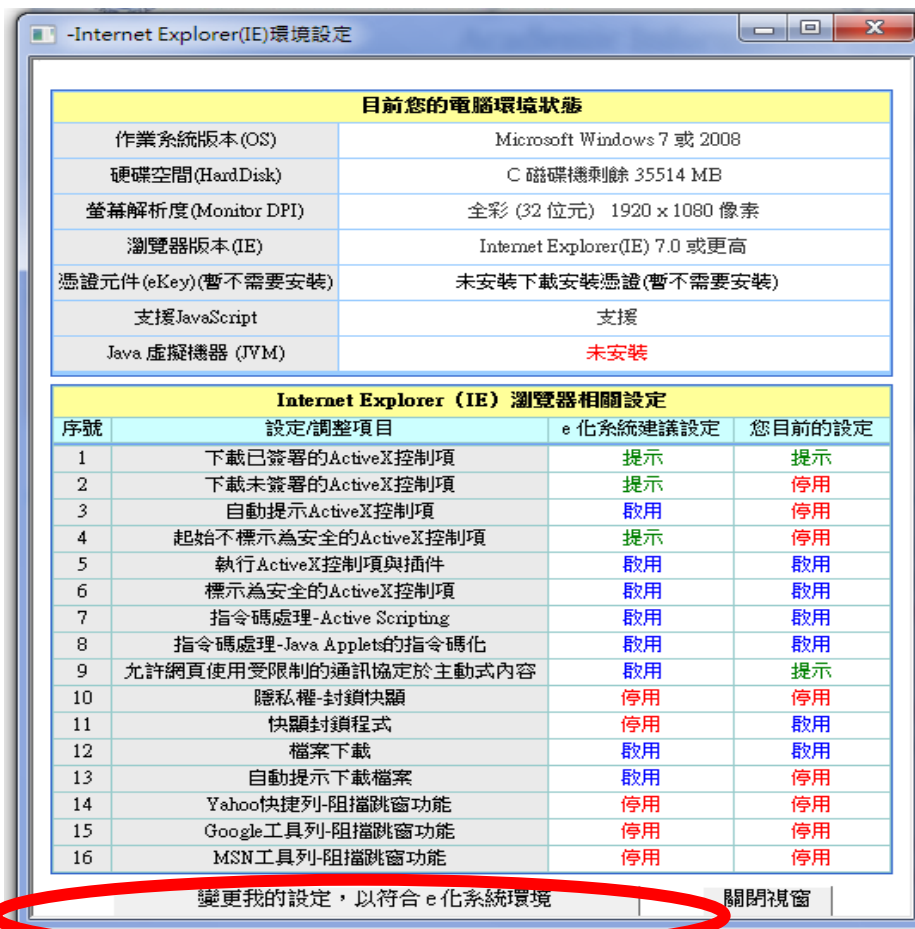 -Internet Explorer(IE)環境設定
目前您的電腦環境狀態
作業系統版本(OS) Microsoft Windows 7 或 2008
硬碟空間(HardDisk) C 磁碟機剩餘 35514 MB
螢幕解析度(Monitor DPI) 全彩 (32 位元) 1920 x 1080 像素
瀏覽器版本(IE) Internet Explorer(IE) 7.0 或更高
憑證元件(eKey)(暫不需要安裝) 未安裝下載安裝憑證(暫不需要安裝)
支援JavaScript 支援
Java 虛擬機器 (JVM) 未安裝
Internet Explorer（IE）瀏覽器相關設定
序號 設定/調整項目 e 化系統建議設定 您目前的設定
1 下載已簽署的ActiveX控制項 提示 提示
2 下載未簽署的ActiveX控制項 提示 停用
3 自動提示ActiveX控制項 啟用 停用
4 起始不標示為安全的ActiveX控制項 提示 停用
5 執行ActiveX控制項與插件 啟用 啟用
6 標示為安全的ActiveX控制項 啟用 啟用
7 指令碼處理-Active Scripting 啟用 啟用
8 指令碼處理-Java Applets的指令碼化 啟用 啟用
9 允許網頁使用受限制的通訊協定於主動式內容 啟用 提示
10 隱私權-封鎖快顯 停用 停用
11 快顯封鎖程式 停用 啟用
12 檔案下載 啟用 啟用
13 自動提示下載檔案 啟用 停用
14 Yahoo快捷列-阻擋跳窗功能 停用 停用
15 Google工具列-阻擋跳窗功能 停用 停用
16 MSN工具列-阻擋跳窗功能 停用 停用
變更我的設定，以符合 e 化系統環境 關閉視窗